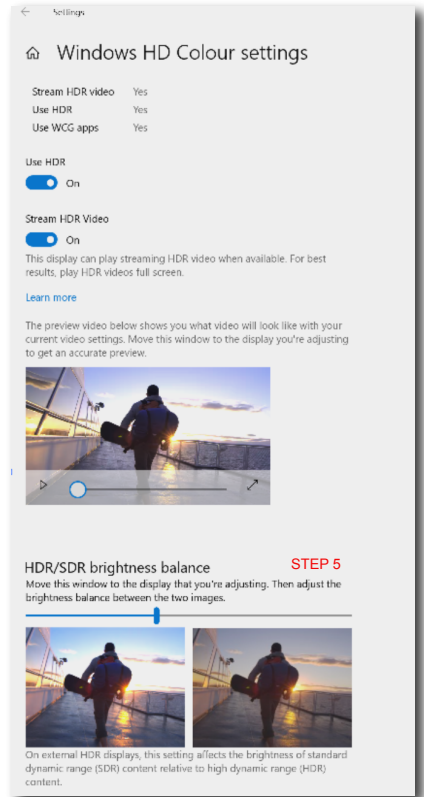 Settings
Windows HD Colour settings
Stream HDR video Yes
Use HDR Yes
Use WCG apps Yes
Use HDR
On
Stream HDR Video
On
This display can play streaming HDR video when available. For best
results, play HDR videos full screen.
Learn more
The preview video below shows you what video will look like with your
current video settings. Move this window to the display you're adjusting
to get an accurate preview.
HDR/SDR brightness balance STEP 5
Move this window to the display that you're adjusting. Then adjust the
brightness balance between the two images.
On external HDR displays, this setting affects the brightness of standard
dynamic range (SDR) content relative to high dynamic range (HDR)
content.